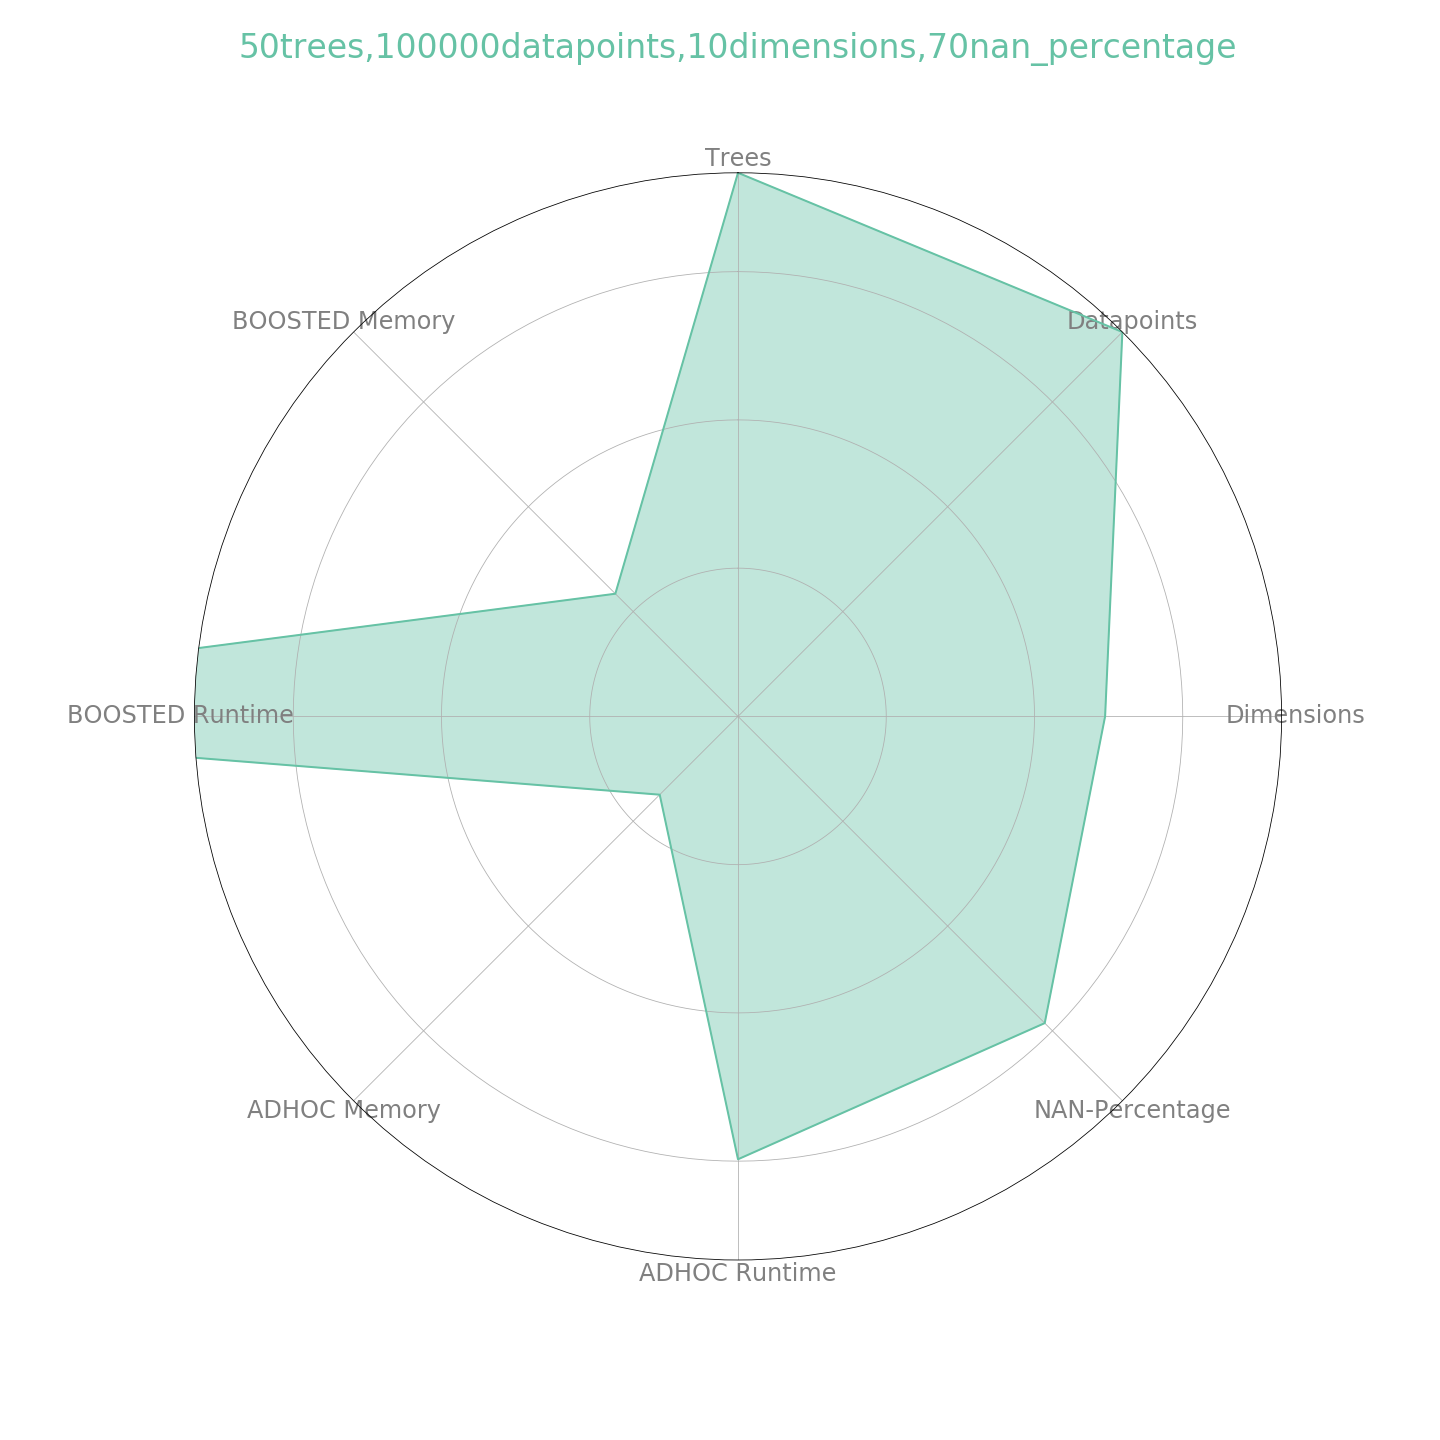 50trees,100000datapoints,10dimensions,70nan_percentage
Trees
BOOSTED Memory
Datapoints
BOOSTED Runtime
Dimensions
ADHOC Memory
NAN-Percentage
ADHOC Runtime